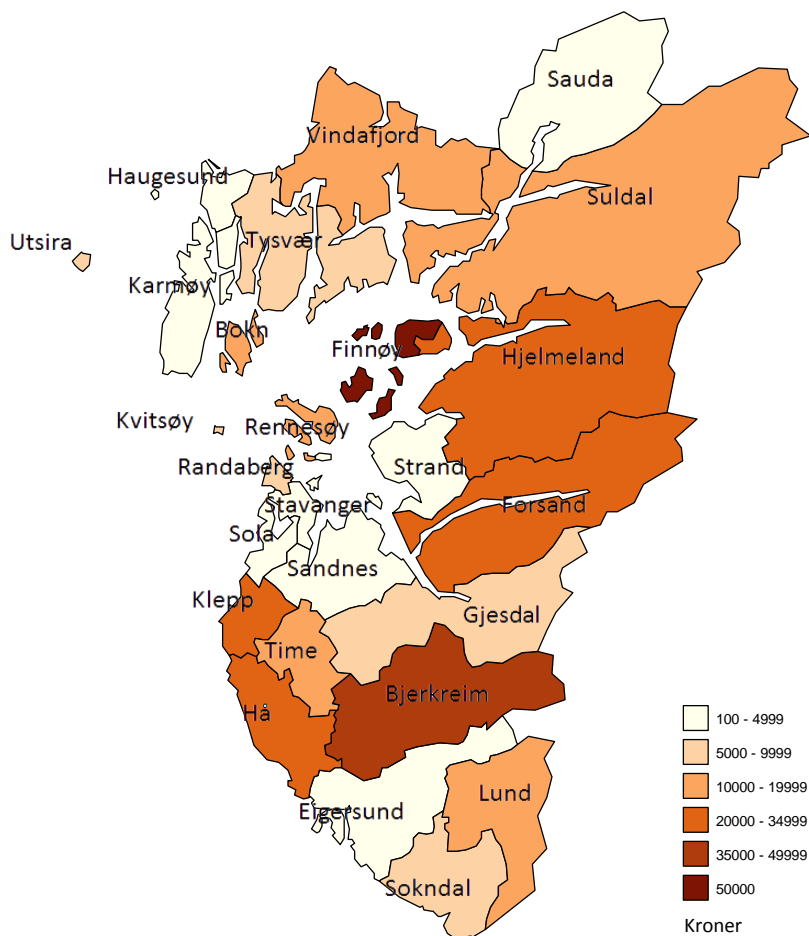 Sauda
Vindafjord
Haugesund
Suldal
Utsira
Tysvær
Karmøy
Bokn
Finnøy
Hjelmeland
Kvitsøy
Rennesøy
Randaberg
Strand
Stavanger
Forsand
Sola
Sandnes
Klepp
Gjesdal
Time
Bjerkreim
Hå
Lund
Eigersund
Sokndal
100 - 4999
5000 - 9999
10000 - 19999
20000 - 34999
35000 - 49999
50000
Kroner